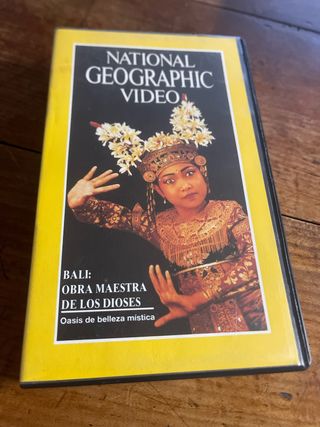 NATIONAL
GEOGRAPHIC
VIDEO
BALI:
OBRA MAESTRA
DE LOS DIOSES
Oasis de belleza mística